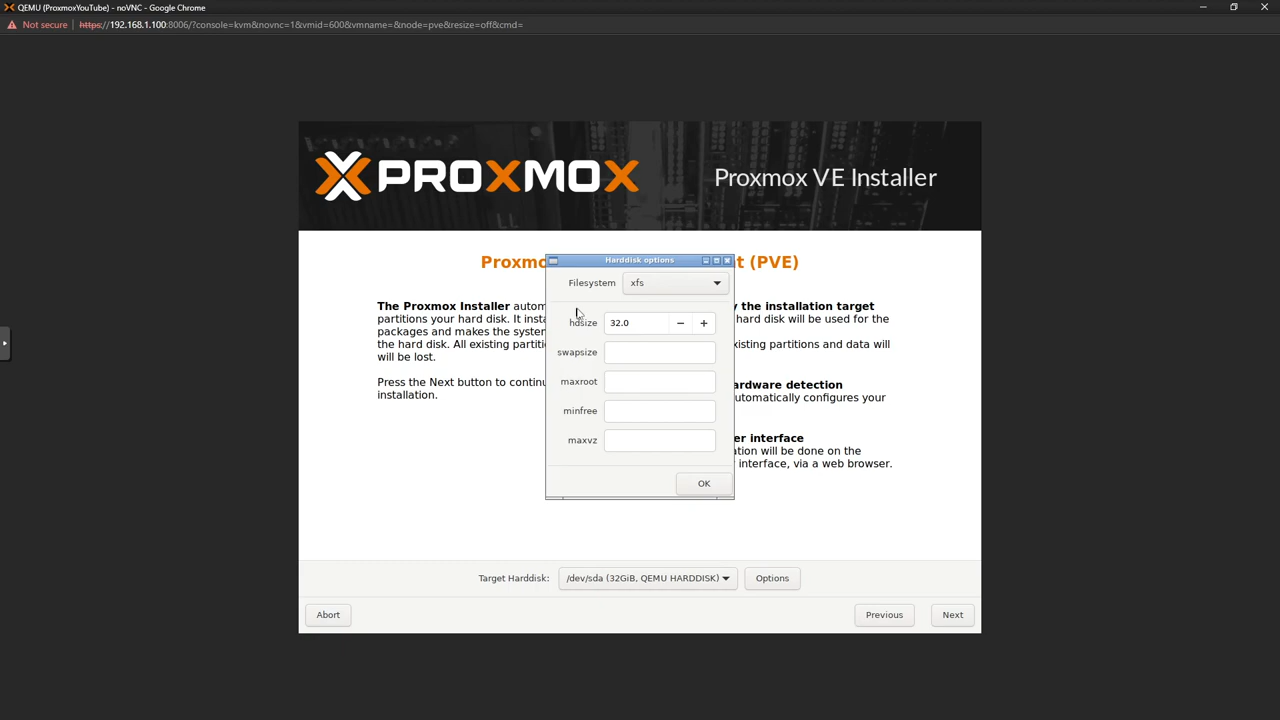 QEMU (ProxmoxYouTube) - noVNC - Google Chrome
Not secure
https://192.168.1.100:8006/?console=kvm&novnc=1&vmid=600&vmname=&node=pve&resize=off&cmd=
PROXMOX
Proxmox VE Installer
Proxmo
t (PVE)
Harddisk options
Filesystem xfs
hdsize 32.0
swapsize
maxroot
minfree
maxvz
OK
The Proxmox Installer autom
partitions your hard disk. It insta
packages and makes the system
the hard disk. All existing partiti
will be lost.
Press the Next button to continu
installation.
y the installation target
hard disk will be used for the
xisting partitions and data will
ardware detection
utomatically configures your
er interface
ation will be done on the
interface, via a web browser.
Target Harddisk: /dev/sda (32GiB, QEMU HARDDISK) Options
Abort Previous Next